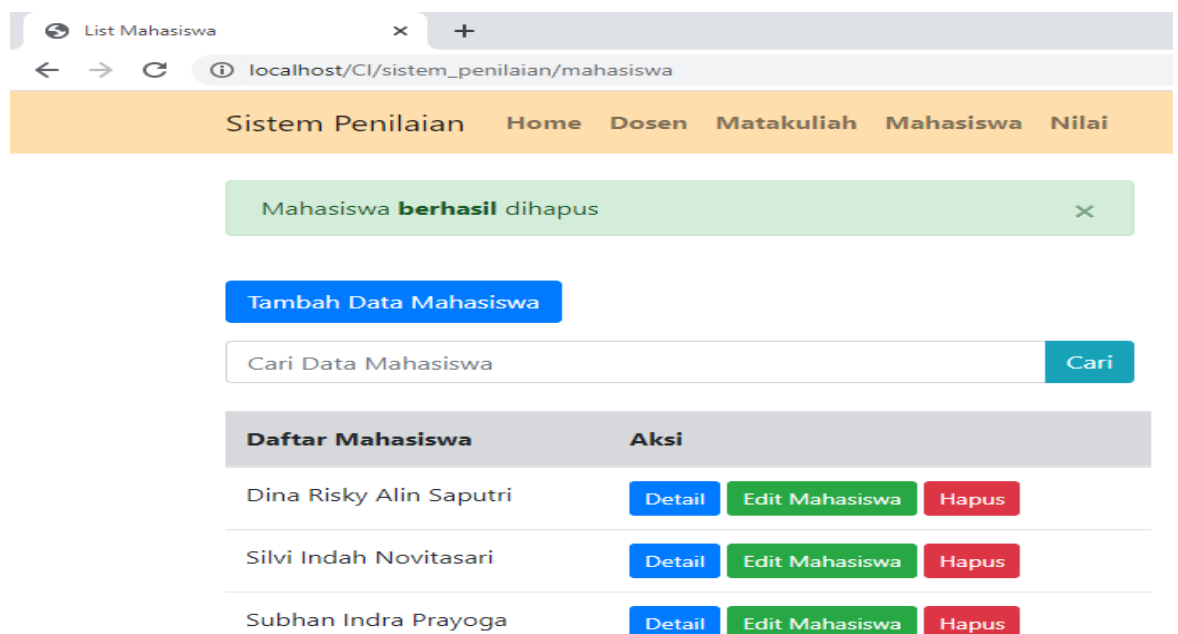 List Mahasiswa
localhost/CI/sistem_penilaian/mahasiswa
Sistem Penilaian Home Dosen Matakuliah Mahasiswa Nilai
Mahasiswa berhasil dihapus
Tambah Data Mahasiswa
Cari Data Mahasiswa Cari
Daftar Mahasiswa Aksi
Dina Risky Alin Saputri Detail Edit Mahasiswa Hapus
Silvi Indah Novitasari Detail Edit Mahasiswa Hapus
Subhan Indra Prayoga Detail Edit Mahasiswa Hapus